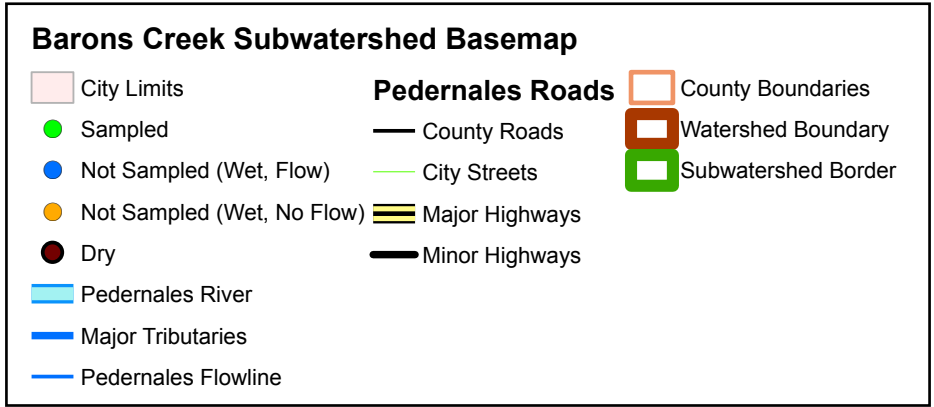 Barons Creek Subwatershed Basemap
City Limits
Sampled
Not Sampled (Wet, Flow)
Not Sampled (Wet, No Flow)
Dry
Pedernales River
Major Tributaries
Pedernales Flowline
Pedernales Roads
County Roads
City Streets
Major Highways
Minor Highways
County Boundaries
Watershed Boundary
Subwatershed Border